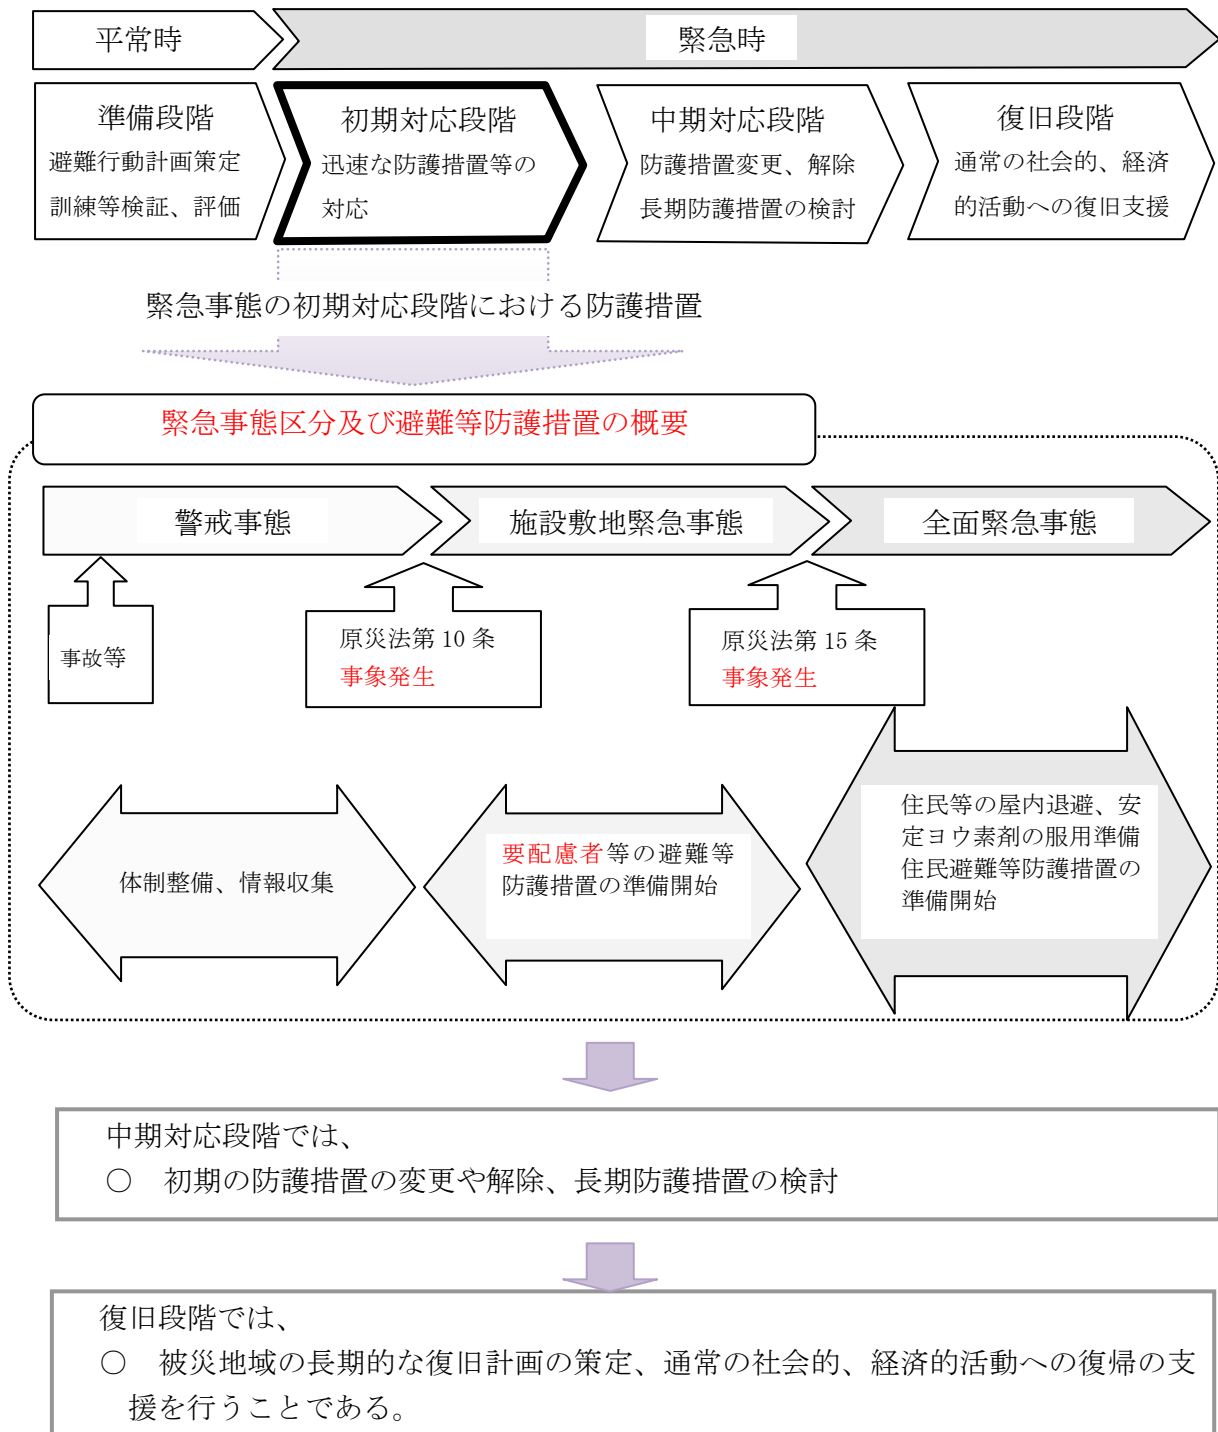 平常時
緊急時
準備段階
避難行動計画策定
訓練等検証、評価
初期対応段階
迅速な防護措置等の
対応
中期対応段階
防護措置変更、解除
長期防護措置の検討
復旧段階
通常の社会的、経済
的活動への復旧支援
緊急事態の初期対応段階における防護措置
緊急事態区分及び避難等防護措置の概要
警戒事態
施設敷地緊急事態
全面緊急事態
事故等
原災法第 10 条
事象発生
原災法第 15 条
事象発生
体制整備、情報収集
要配慮者等の避難等
防護措置の準備開始
住民等の屋内退避、安
定ヨウ素剤の服用準備
住民避難等防護措置の
準備開始
中期対応段階では、
○　初期の防護措置の変更や解除、長期防護措置の検討
復旧段階では、
○　被災地域の長期的な復旧計画の策定、通常の社会的、経済的活動への復帰の支
援を行うことである。